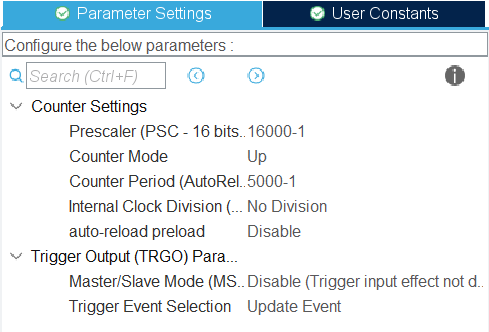 Parameter Settings
User Constants
Configure the below parameters :
Search (Ctrl+F)
Counter Settings
Prescaler (PSC - 16 bits... 16000-1
Counter Mode Up
Counter Period (AutoRel... 5000-1
Internal Clock Division (... No Division
auto-reload preload Disable
Trigger Output (TRGO) Para...
Master/Slave Mode (MS... Disable (Trigger input effect not d...
Trigger Event Selection Update Event